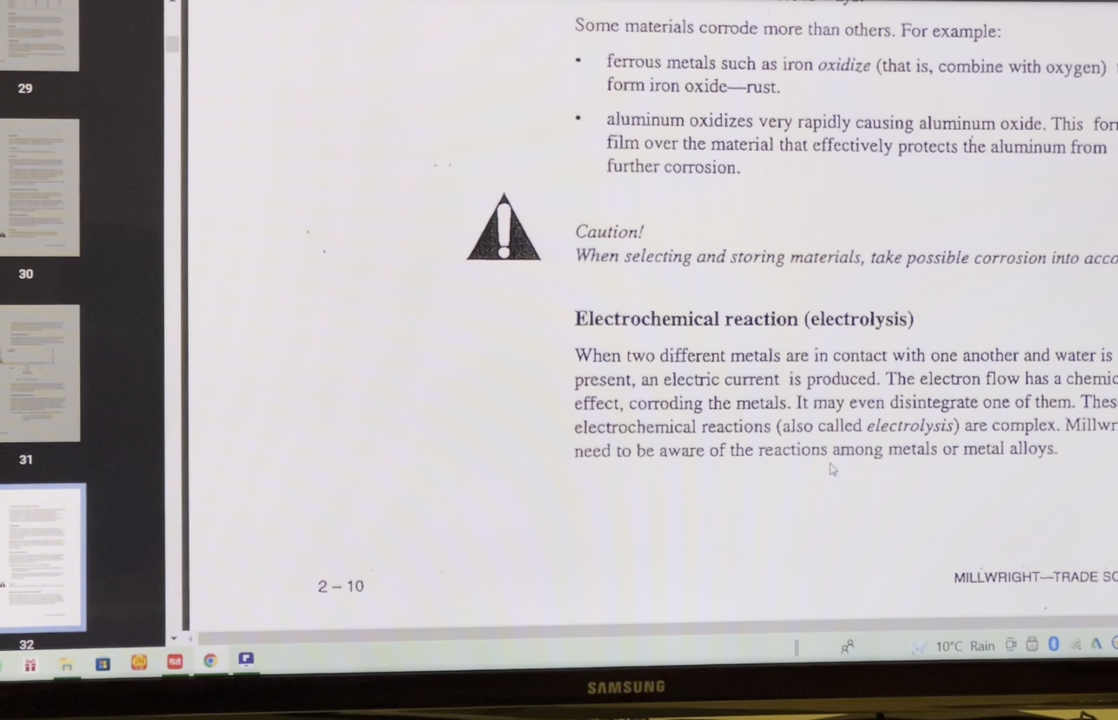 Some materials corrode more than others. For example:
• ferrous metals such as iron oxidize (that is, combine with oxygen)
form iron oxide—rust.
• aluminum oxidizes very rapidly causing aluminum oxide. This for
film over the material that effectively protects the aluminum from
further corrosion.
Caution!
When selecting and storing materials, take possible corrosion into acco
Electrochemical reaction (electrolysis)
When two different metals are in contact with one another and water is
present, an electric current is produced. The electron flow has a chemic
effect, corroding the metals. It may even disintegrate one of them. Thes
electrochemical reactions (also called electrolysis) are complex. Millwr
need to be aware of the reactions among metals or metal alloys.
2 – 10
MILLWRIGHT—TRADE SC
29
30
31
32
10°C Rain
SAMSUNG